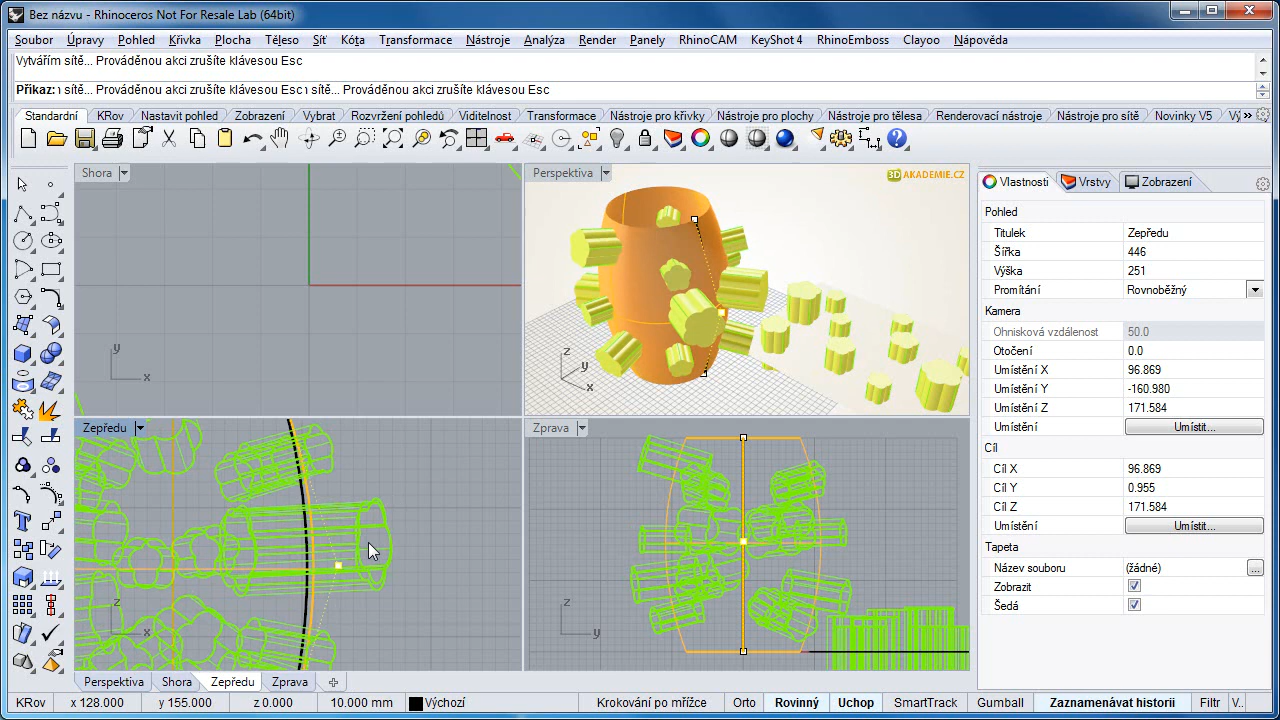 Bez názvu - Rhinoceros Not For Resale Lab (64bit)
Soubor Úpravy Pohled Křivka Plocha Těleso Síť Kóta Transformace Nástroje Analýza Render Panely RhinoCAM KeyShot 4 RhinoEmboss Clayoo Nápověda
Vytvářím sítě... Prováděnou akci zrušíte klávesou Esc
Příkaz: ı sítě... Prováděnou akci zrušíte klávesou Esc ı sítě... Prováděnou akci zrušíte klávesou Esc
Standardní KRov Nastavit pohled Zobrazení Vybrat Rozvržení pohledů Viditelnost Transformace Nástroje pro křivky Nástroje pro plochy Nástroje pro tělesa Renderovací nástroje Nástroje pro sítě Novinky V5 Vý »
Shora
Perspektiva
3DAKADEMIE.CZ
Vlastnosti Vrstvy Zobrazení
Pohled
Titulek Zepředu
Šířka 446
Výška 251
Promítání Rovnoběžný
Kamera
Ohnisková vzdálenost 50.0
Otočení 0.0
Umístění X 96.869
Umístění Y -160.980
Umístění Z 171.584
Umístění Umístit...
Cíl
Cíl X 96.869
Cíl Y 0.955
Cíl Z 171.584
Umístění Umístit...
Tapeta
Název souboru (žádné) ...
Zobrazit
Šedá
y
x
z
y
x
Zepředu
Zprava
z
x
z
y
Perspektiva Shora Zepředu Zprava
KRov x 128.000 y 155.000 z 0.000 10.000 mm Výchozí Krokování po mřížce Orto Rovinný Uchop SmartTrack Gumball Zaznamenávat historii Filtr V..